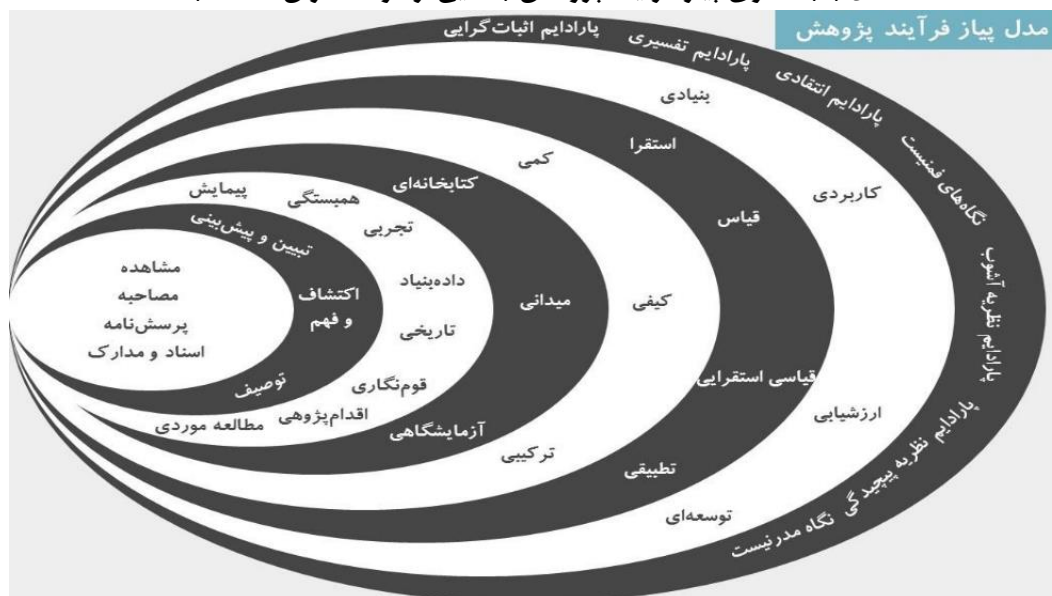 مدل پیاز فرآیند پژوهش
پارادایم اثبات‌گرایی
پارادایم تفسیری
پارادایم انتقادی
نگاه‌های فمنیست
پارادایم نظریه آشوب
پارادایم نظریه پیچیدگی
نگاه مدرنیست
بنیادی
کاربردی
ارزشیابی
توسعه‌ای
استقرا
قیاس
قیاسی استقرایی
تطبیقی
کمی
کیفی
ترکیبی
کتابخانه‌ای
میدانی
آزمایشگاهی
پیمایش
همبستگی
تجربی
داده‌بنیاد
تاریخی
قوم‌نگاری
اقدام‌پژوهی
مطالعه موردی
تبیین و پیش‌بینی
اکتشاف
و فهم
توصیف
مشاهده
مصاحبه
پرسش‌نامه
اسناد و مدارک